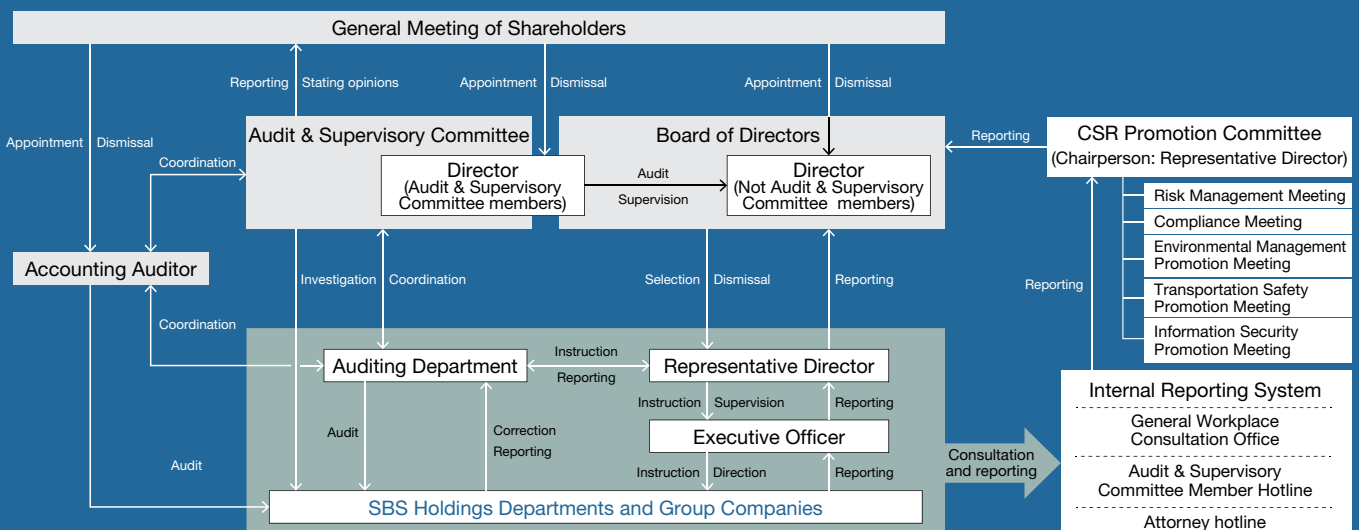 General Meeting of Shareholders
Reporting Stating opinions
Appointment Dismissal
Appointment Dismissal
Appointment Dismissal
Audit & Supervisory Committee
Director
(Audit & Supervisory
Committee members)
Coordination
Audit
Supervision
Board of Directors
Director
(Not Audit & Supervisory
Committee members)
Reporting
CSR Promotion Committee
(Chairperson: Representative Director)
Risk Management Meeting
Compliance Meeting
Environmental Management
Promotion Meeting
Transportation Safety
Promotion Meeting
Information Security
Promotion Meeting
Accounting Auditor
Investigation Coordination
Selection Dismissal
Reporting
Reporting
Coordination
Auditing Department
Instruction
Reporting
Representative Director
Instruction Supervision
Reporting
Audit
Correction
Reporting
Executive Officer
Instruction Direction
Reporting
Audit
SBS Holdings Departments and Group Companies
Consultation
and reporting
Internal Reporting System
General Workplace
Consultation Office
Audit & Supervisory
Committee Member Hotline
Attorney hotline